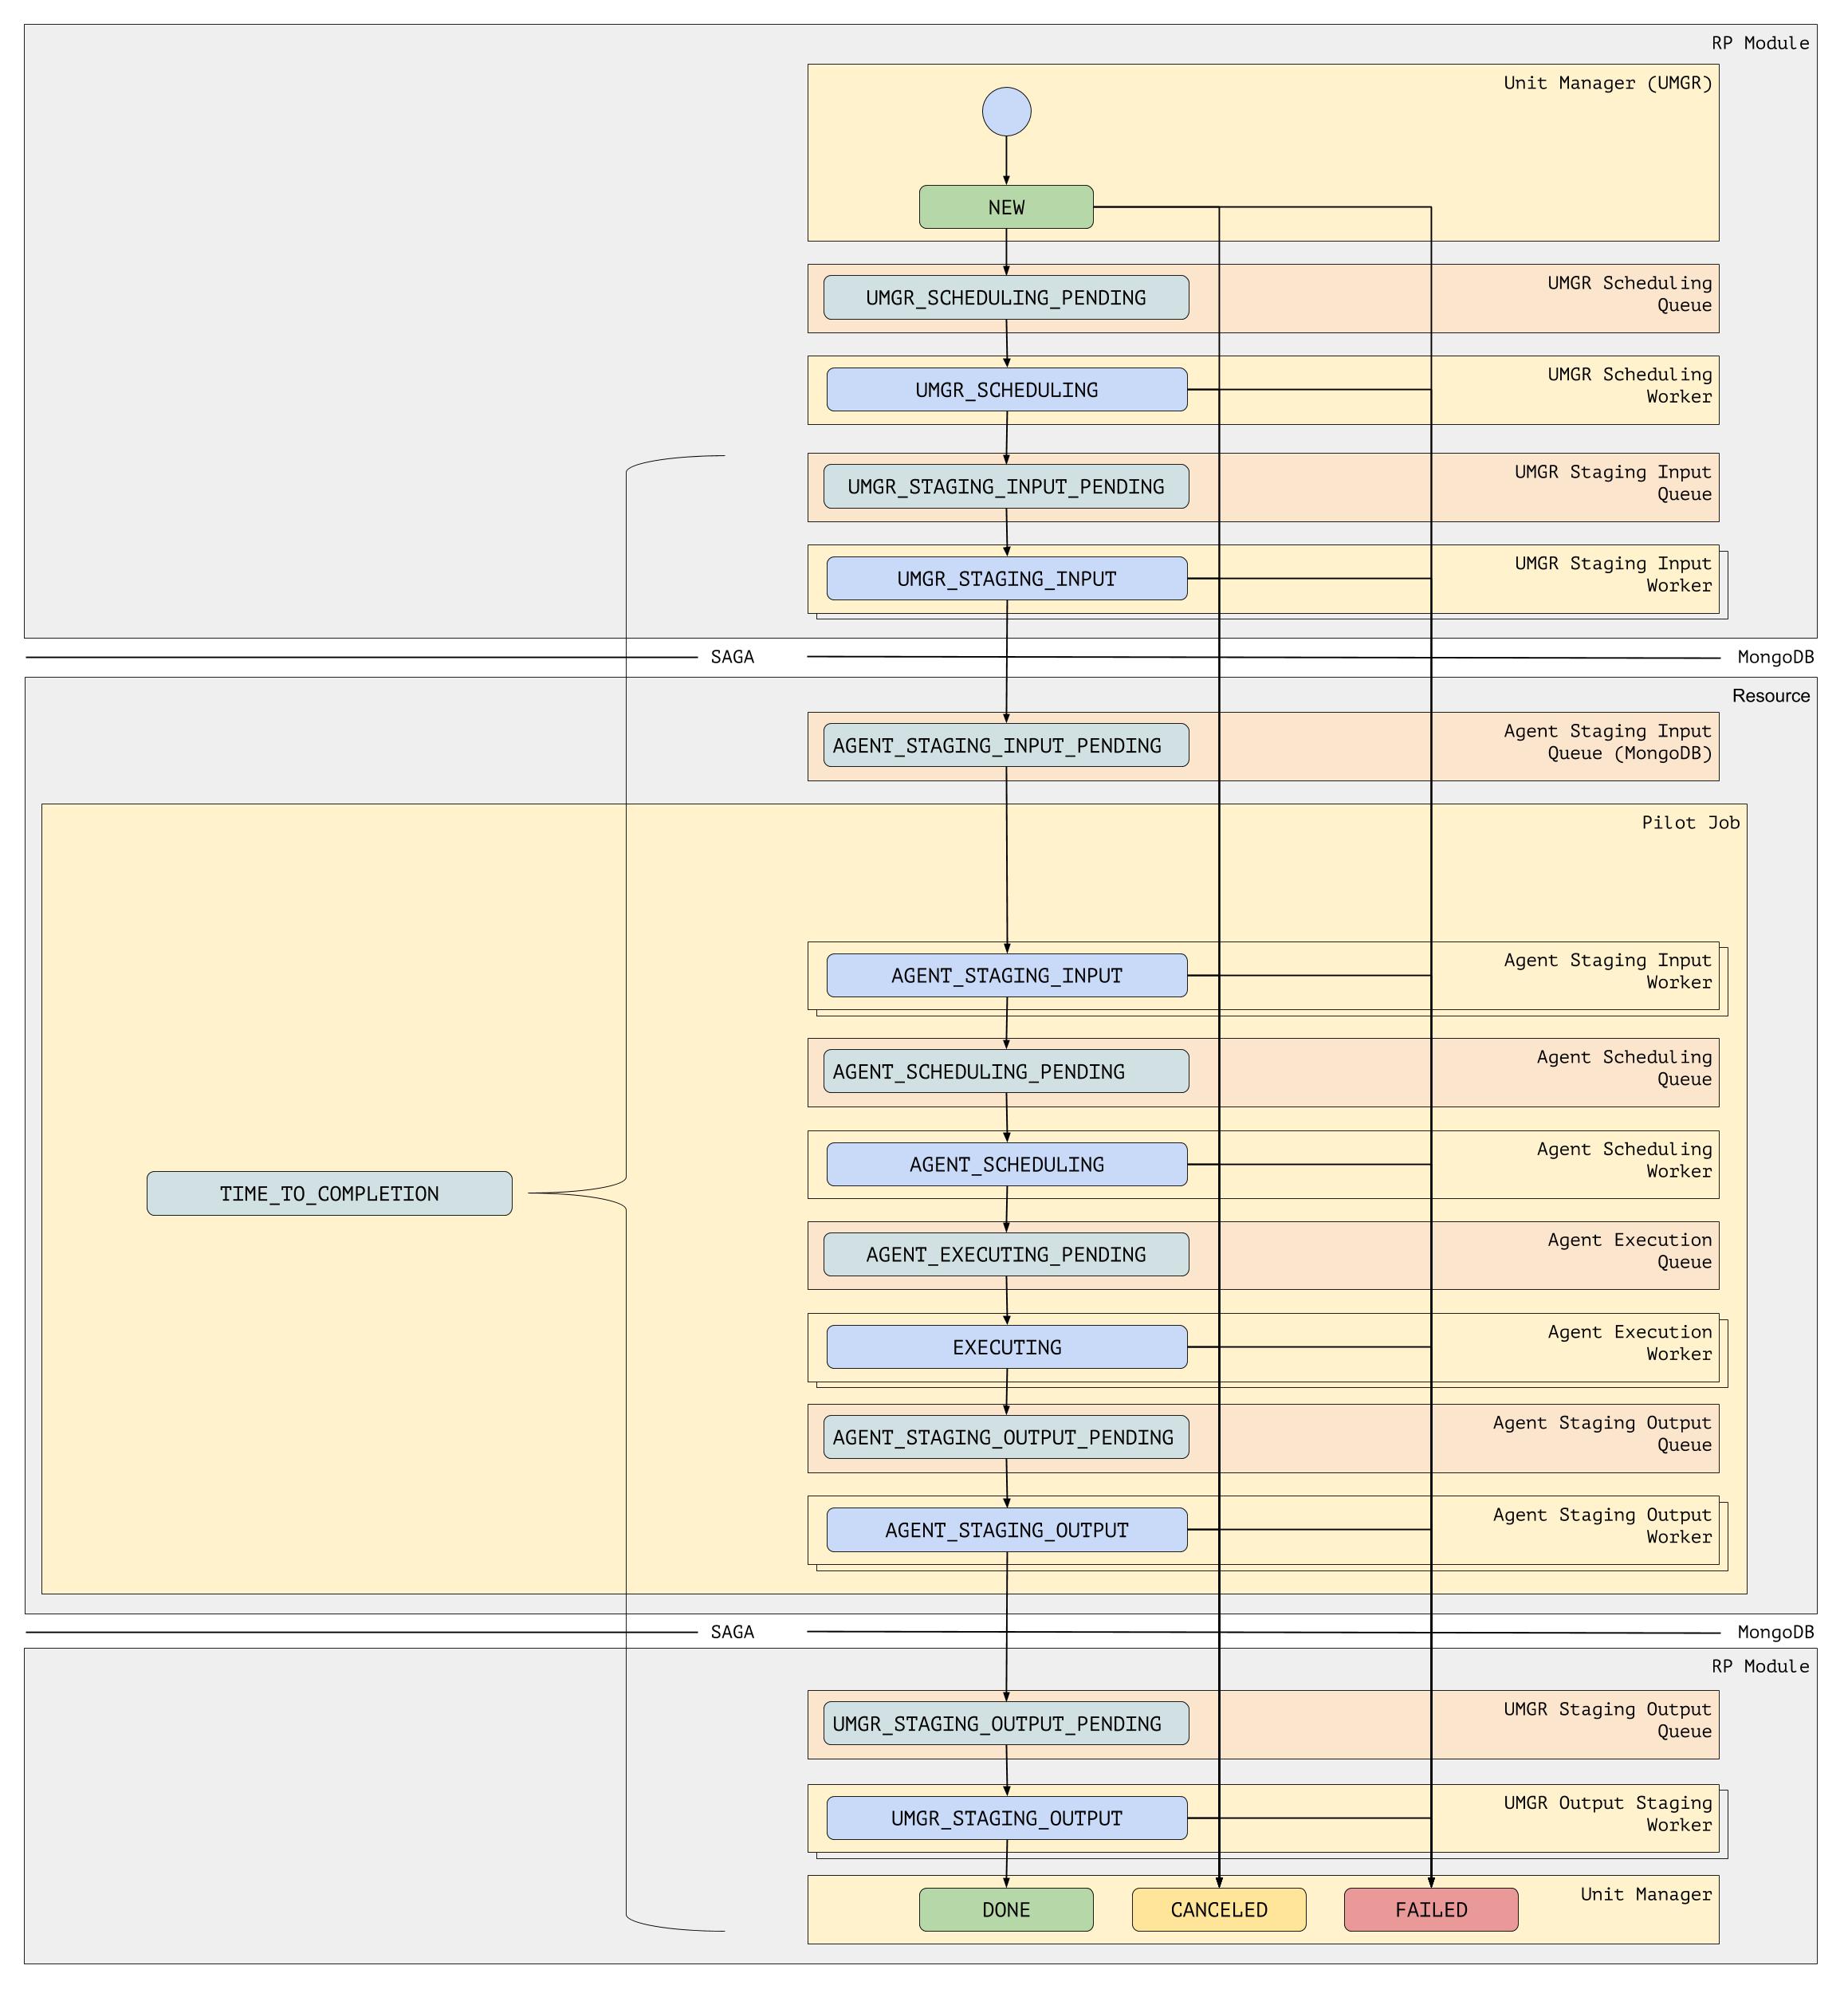 RP Module
Unit Manager (UMGR)
NEW
UMGR_SCHEDULING_PENDING
UMGR Scheduling
Queue
UMGR_SCHEDULING
UMGR Scheduling
Worker
UMGR_STAGING_INPUT_PENDING
UMGR Staging Input
Queue
UMGR_STAGING_INPUT
UMGR Staging Input
Worker
SAGA
MongoDB
Resource
AGENT_STAGING_INPUT_PENDING
Agent Staging Input
Queue (MongoDB)
Pilot Job
AGENT_STAGING_INPUT
Agent Staging Input
Worker
AGENT_SCHEDULING_PENDING
Agent Scheduling
Queue
AGENT_SCHEDULING
Agent Scheduling
Worker
TIME_TO_COMPLETION
AGENT_EXECUTING_PENDING
Agent Execution
Queue
EXECUTING
Agent Execution
Worker
AGENT_STAGING_OUTPUT_PENDING
Agent Staging Output
Queue
AGENT_STAGING_OUTPUT
Agent Staging Output
Worker
SAGA
MongoDB
RP Module
UMGR_STAGING_OUTPUT_PENDING
UMGR Staging Output
Queue
UMGR_STAGING_OUTPUT
UMGR Output Staging
Worker
Unit Manager
DONE
CANCELED
FAILED